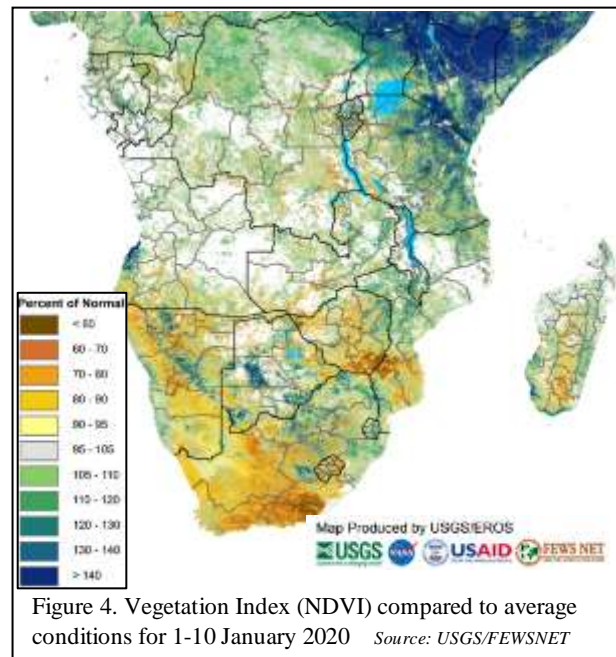 Percent of Normal
< 60
60 - 70
70 - 80
80 - 90
90 - 95
95 - 105
105 - 110
110 - 120
120 - 130
130 - 140
> 140
Map Produced by USGS/EROS
USGS NASA USAID FEWS NET
Figure 4. Vegetation Index (NDVI) compared to average
conditions for 1-10 January 2020 Source: USGS/FEWSNET